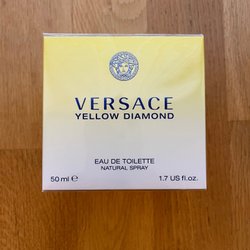 VERSACE
YELLOW DIAMOND
EAU DE TOILETTE
NATURAL SPRAY
50 ml ℮ 1.7 US fl.oz.